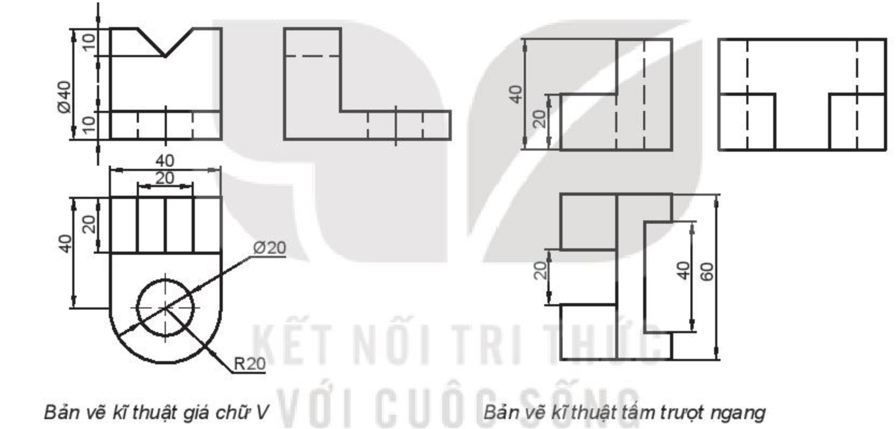 10
Ø40
10
40
20
20
40
Ø20
R20
40
20
20
40
60
KẾT NỐI TRI THỨC
VỚI CUỘC SỐNG
Bản vẽ kĩ thuật giá chữ V
Bản vẽ kĩ thuật tấm trượt ngang